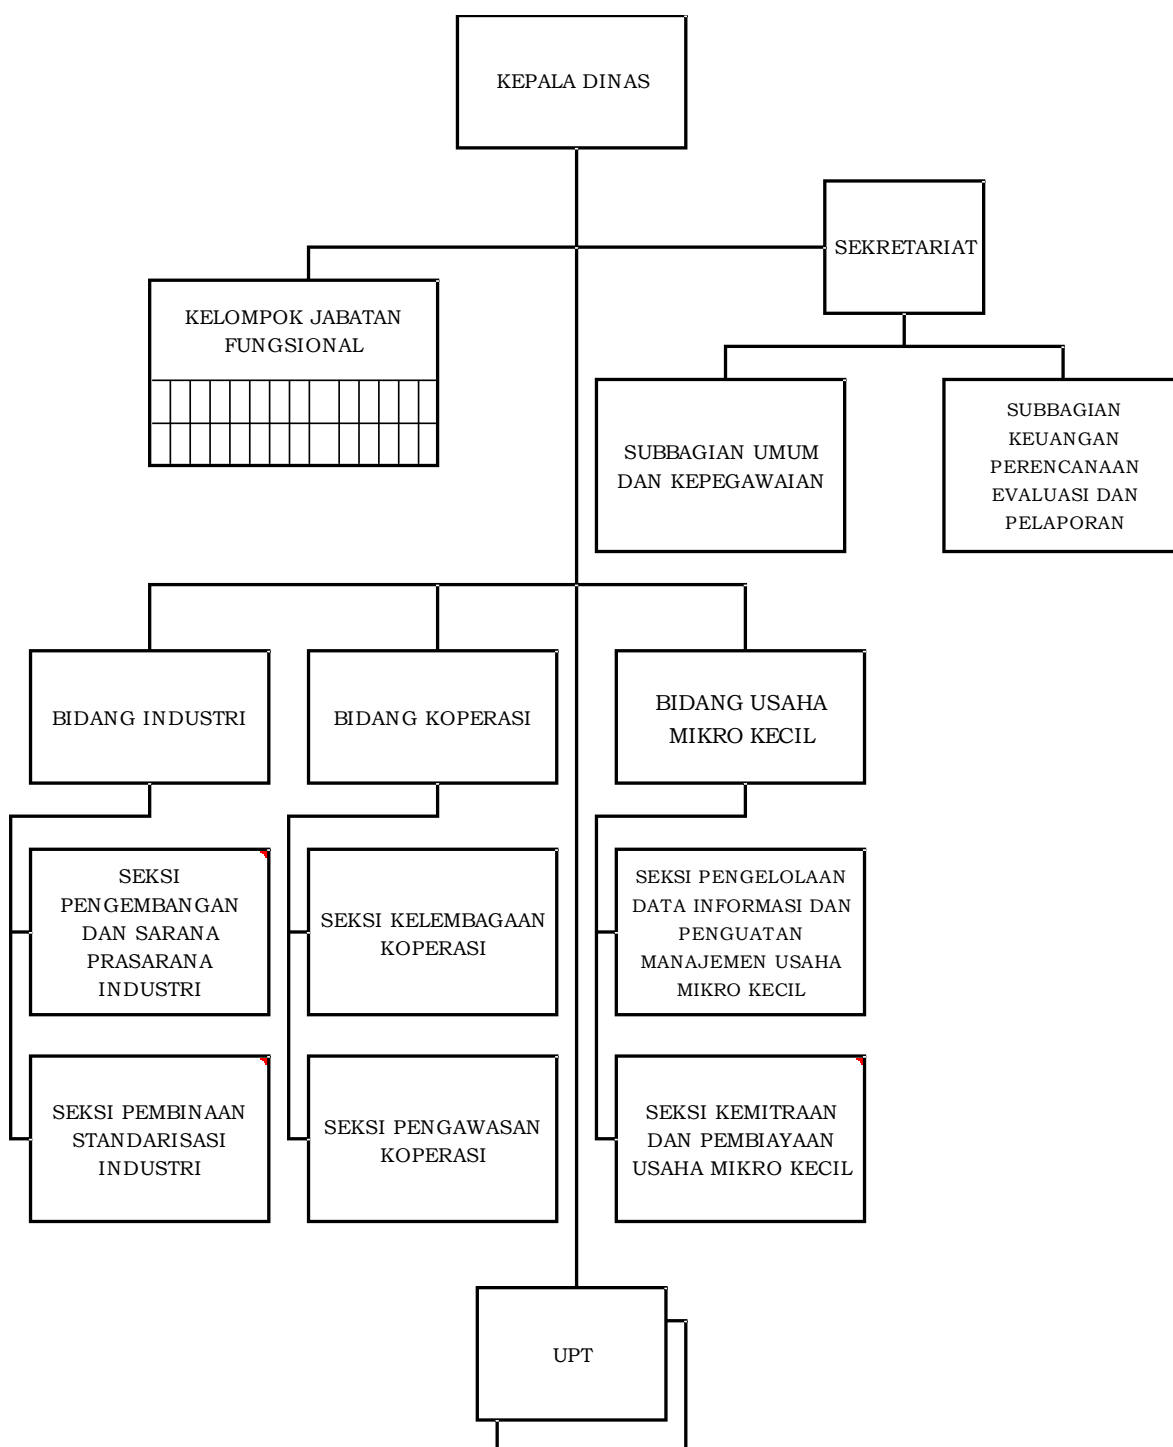 KEPALA DINAS
SEKRETARIAT
KELOMPOK JABATAN
FUNGSIONAL
SUBBAGIAN UMUM
DAN KEPEGAWAIAN
SUBBAGIAN
KEUANGAN
PERENCANAAN
EVALUASI DAN
PELAPORAN
BIDANG INDUSTRI
BIDANG KOPERASI
BIDANG USAHA
MIKRO KECIL
SEKSI
PENGEMBANGAN
DAN SARANA
PRASARANA
INDUSTRI
SEKSI KELEMBAGAAN
KOPERASI
SEKSI PENGELOLAAN
DATA INFORMASI DAN
PENGUATAN
MANAJEMEN USAHA
MIKRO KECIL
SEKSI PEMBINAAN
STANDARISASI
INDUSTRI
SEKSI PENGAWASAN
KOPERASI
SEKSI KEMITRAAN
DAN PEMBIAYAAN
USAHA MIKRO KECIL
UPT